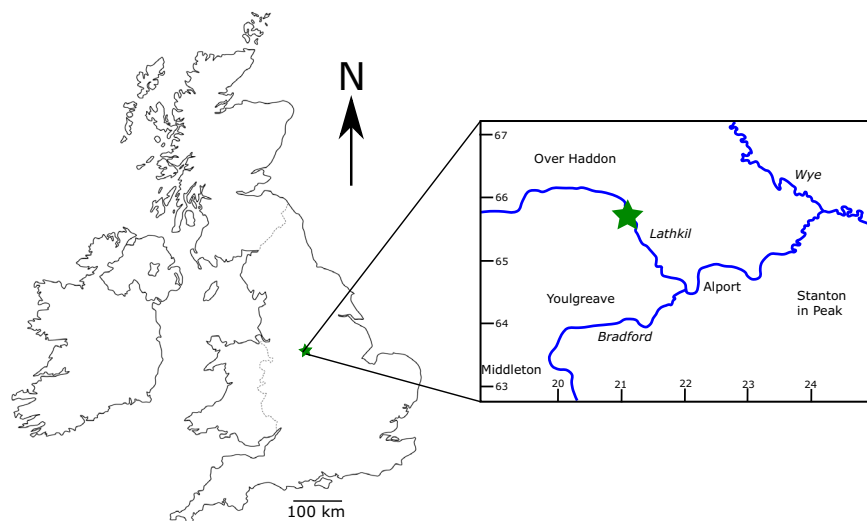 N
100 km
67
66
65
64
63
20
21
22
23
24
Over Haddon
Wye
Lathkil
Alport
Youlgreave
Stanton
in Peak
Bradford
Middleton